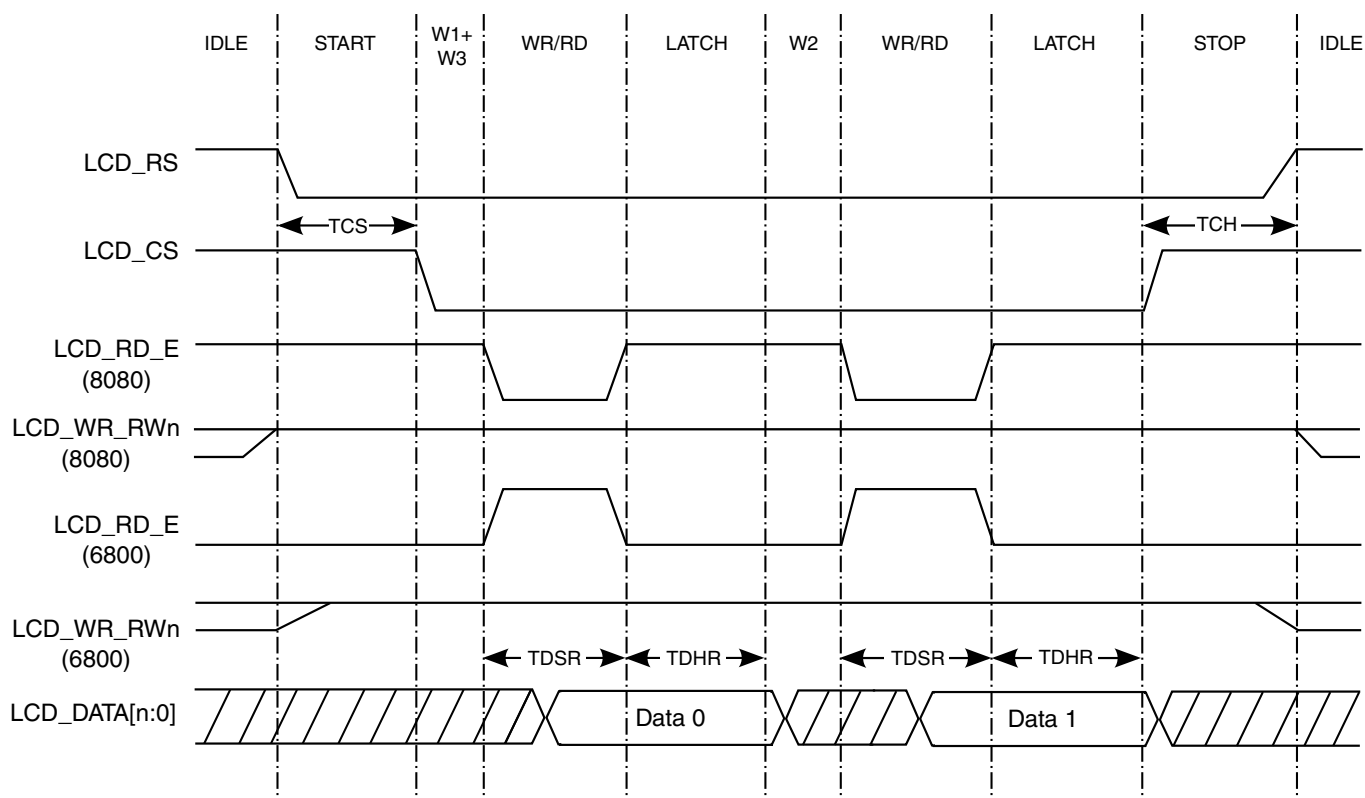 IDLE START W1+ WR/RD LATCH W2 WR/RD LATCH STOP IDLE
W3
LCD_RS
TCS TCH
LCD_CS
LCD_RD_E
(8080)
LCD_WR_RWn
(8080)
LCD_RD_E
(6800)
LCD_WR_RWn
(6800)
TDSR TDHR TDSR TDHR
LCD_DATA[n:0] Data 0 Data 1